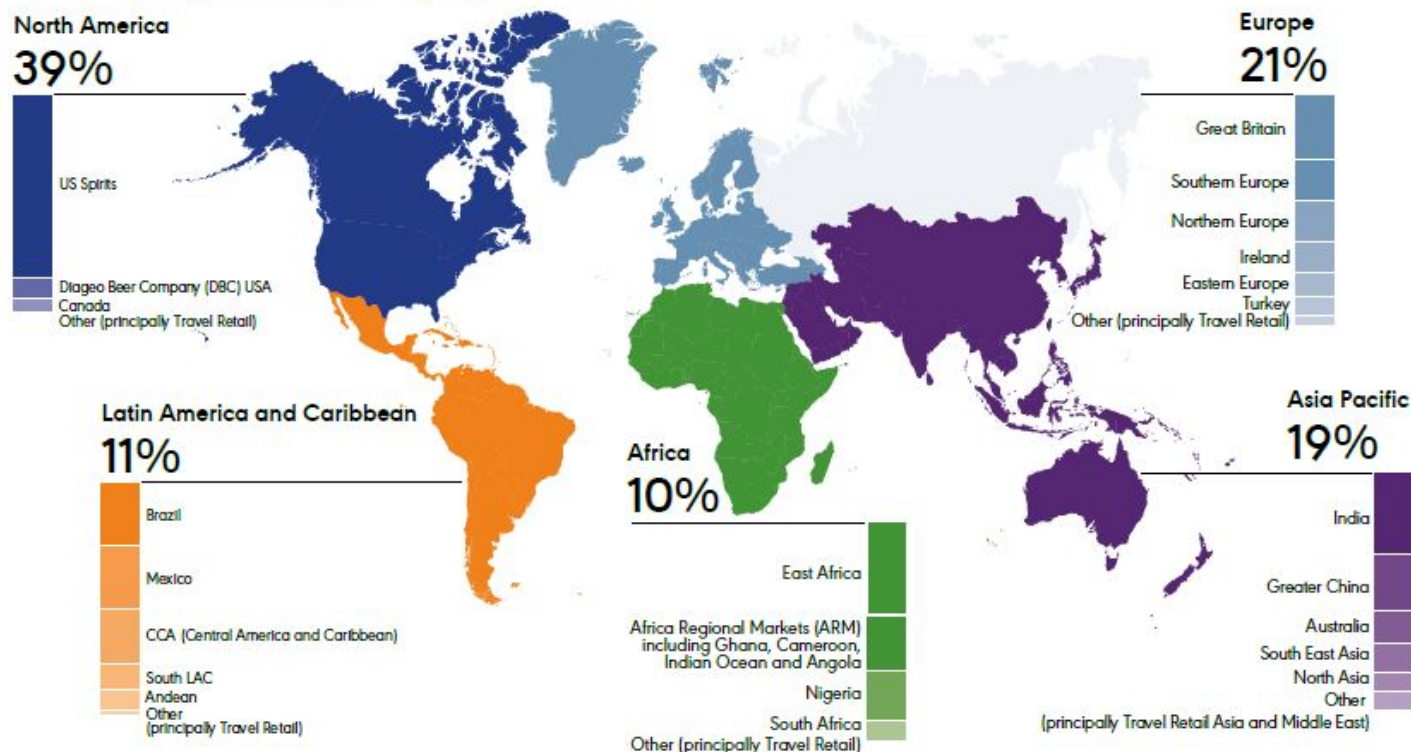 North America
39%
US Spirits
Diageo Beer Company (DBC) USA
Canada
Other (principally Travel Retail)
Europe
21%
Great Britain
Southern Europe
Northern Europe
Ireland
Eastern Europe
Turkey
Other (principally Travel Retail)
Latin America and Caribbean
11%
Brazil
Mexico
CCA (Central America and Caribbean)
South LAC
Andean
Other
(principally Travel Retail)
Africa
10%
East Africa
Africa Regional Markets (ARM)
including Ghana, Cameroon,
Indian Ocean and Angola
Nigeria
South Africa
Other (principally Travel Retail)
Asia Pacific
19%
India
Greater China
Australia
South East Asia
North Asia
Other
(principally Travel Retail Asia and Middle East)